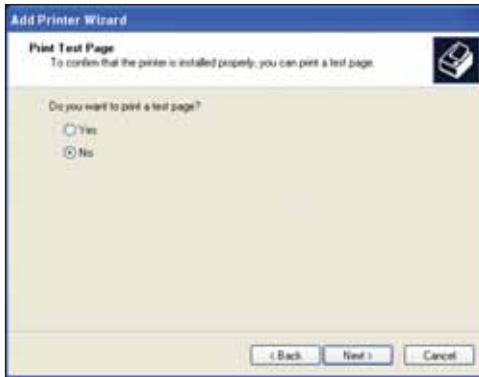 Add Printer Wizard
Print Test Page
To confirm that the printer is installed properly, you can print a test page.
Do you want to print a test page?
Yes
No
< Back
Next >
Cancel